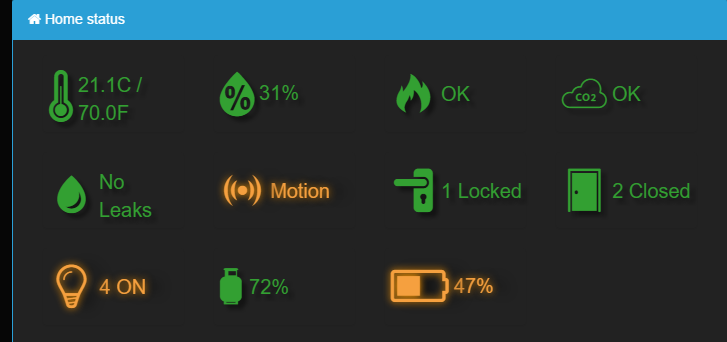 Home status
21.1C /
70.0F
% 31%
OK
CO2 OK
No
Leaks
Motion
1 Locked
2 Closed
4 ON
72%
47%